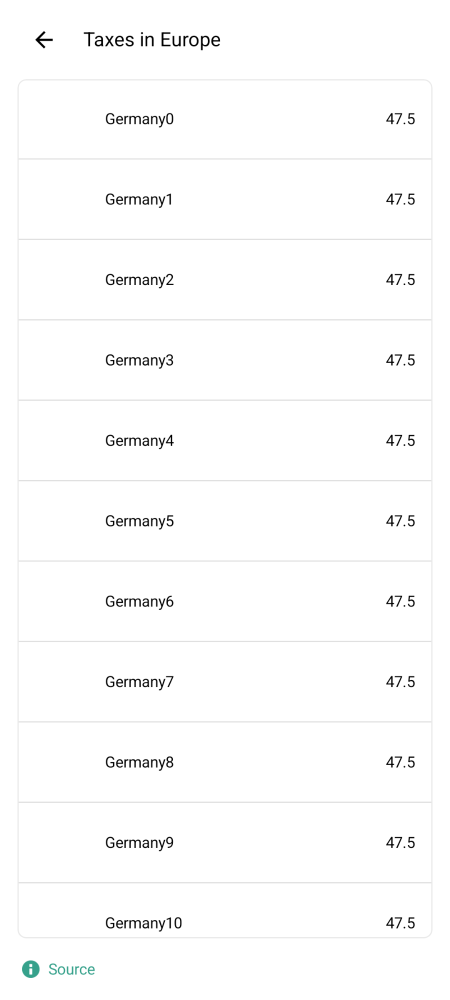 Taxes in Europe
Germany0 47.5
Germany1 47.5
Germany2 47.5
Germany3 47.5
Germany4 47.5
Germany5 47.5
Germany6 47.5
Germany7 47.5
Germany8 47.5
Germany9 47.5
Germany10 47.5
Source